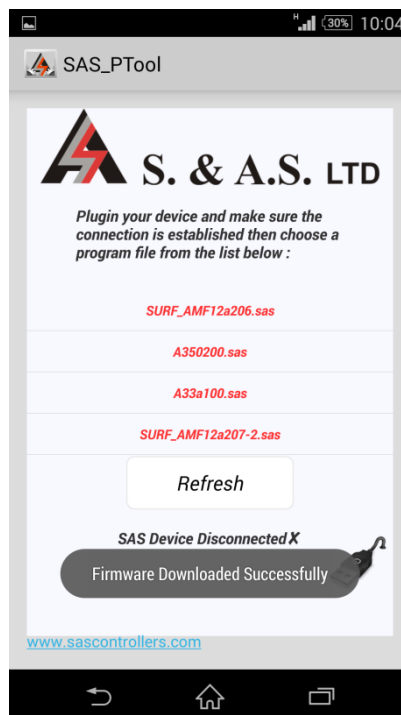 H 30% 10:04
SAS_PTool
S. & A.S. LTD
Plugin your device and make sure the
connection is established then choose a
program file from the list below :
SURF_AMF12a206.sas
A350200.sas
A33a100.sas
SURF_AMF12a207-2.sas
Refresh
SAS Device Disconnected✗
Firmware Downloaded Successfully
www.sascontrollers.com